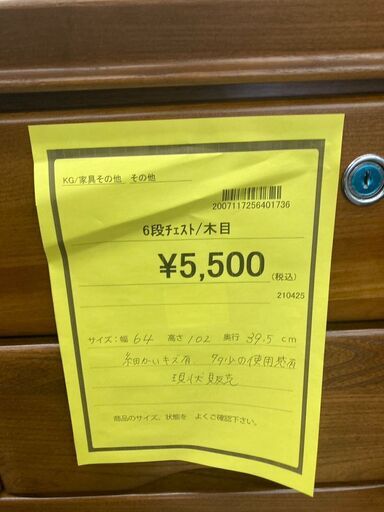 KG/家具その他 その他
2007117256401736
6段ﾁｪｽﾄ/木目
¥5,500(税込)
210425
サイズ:幅 64 高さ 102 奥行 39.5 cm
細かいキズ有 多少の使用感有
現状販売
商品のサイズ、状態を よくご確認下さい。